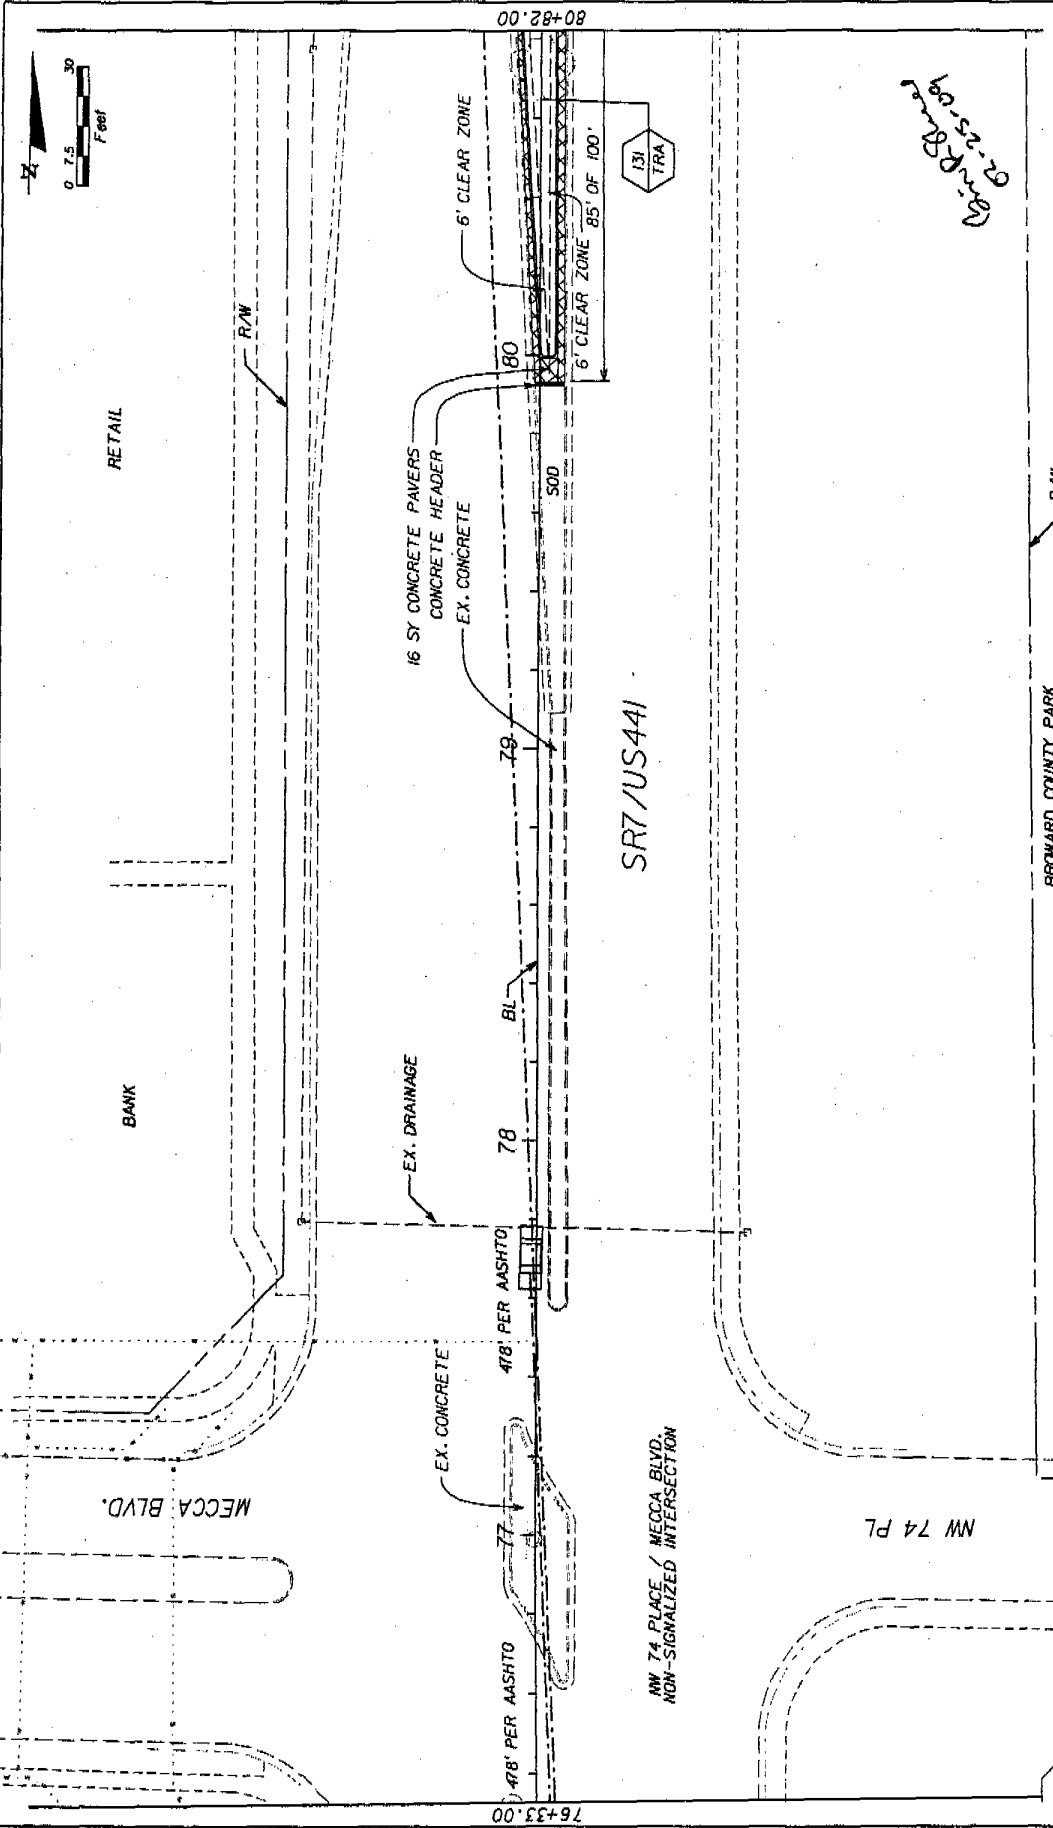 80+82.00
N
0 7.5 30
Feet
02-25-09
R/W
RETAIL
6' CLEAR ZONE
131
TRA
85' OF 100'
6' CLEAR ZONE
80
16 SY CONCRETE PAVERS
CONCRETE HEADER
EX. CONCRETE
SOD
79
SR7/US441
BROWARD COUNTY PARK
BL
BANK
EX. DRAINAGE
78
478' PER AASHTO
EX. CONCRETE
MECCA BLVD.
77
NW 74 PLACE / MECCA BLVD.
NON-SIGNALIZED INTERSECTION
NW 74 PL
478' PER AASHTO
76+33.00